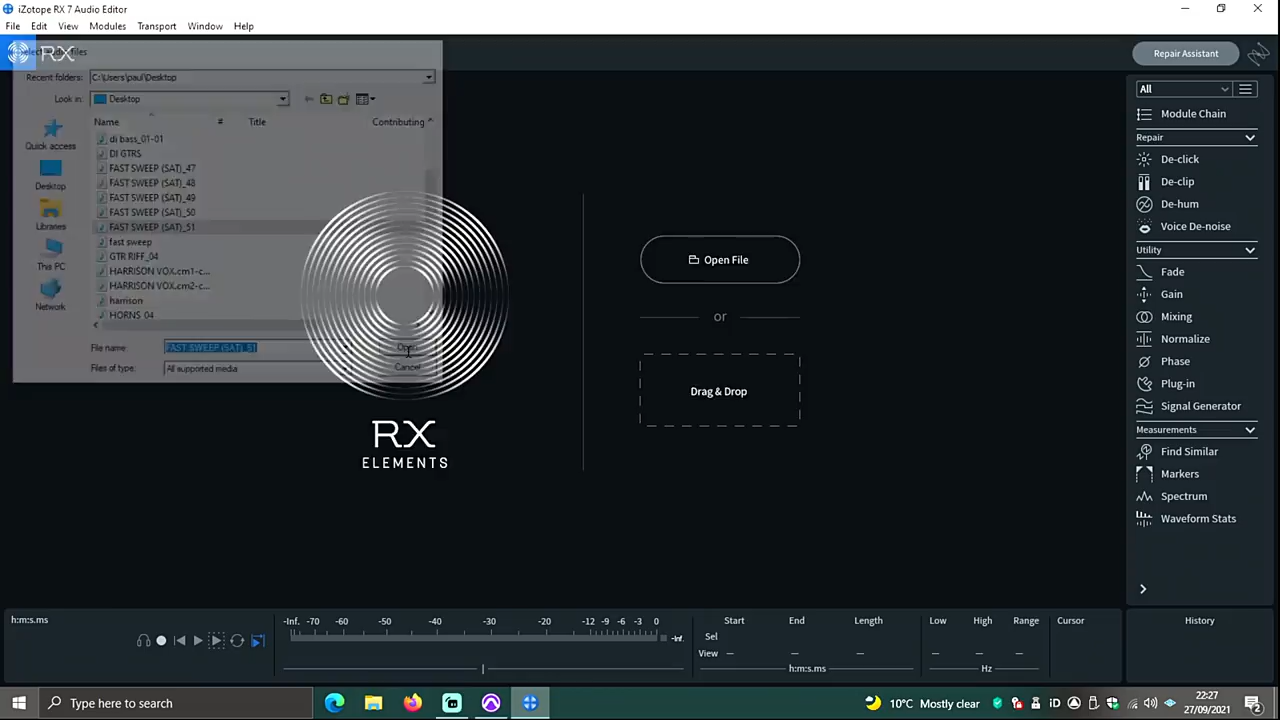 iZotope RX 7 Audio Editor
File Edit View Modules Transport Window Help
RX
Repair Assistant
Recent folders: C:\Users\paul\Desktop
Look in: Desktop
Name # Title Contributing
Quick access
Desktop
Libraries
This PC
Network
di bass_01-01
DI GTRS
FAST SWEEP (SAT)_47
FAST SWEEP (SAT)_48
FAST SWEEP (SAT)_49
FAST SWEEP (SAT)_50
FAST SWEEP (SAT)_51
fast sweep
GTR RIFF_04
HARRISON VOX.cm1-c...
HARRISON VOX.cm2-c...
harrison
HORNS_04
File name: FAST SWEEP (SAT)_51 Open
Files of type: All supported media Cancel
RX
ELEMENTS
Open File
or
Drag & Drop
All
Module Chain
Repair
De-click
De-clip
De-hum
Voice De-noise
Utility
Fade
Gain
Mixing
Normalize
Phase
Plug-in
Signal Generator
Measurements
Find Similar
Markers
Spectrum
Waveform Stats
h:m:s.ms
-Inf. -70 -60 -50 -40 -30 -20 -12 -9 -6 -3 0
-Inf.
Start End Length Low High Range Cursor
Sel
View – – – – – –
h:m:s.ms Hz
History
Type here to search
10°C Mostly clear
iD
22:27
27/09/2021
2